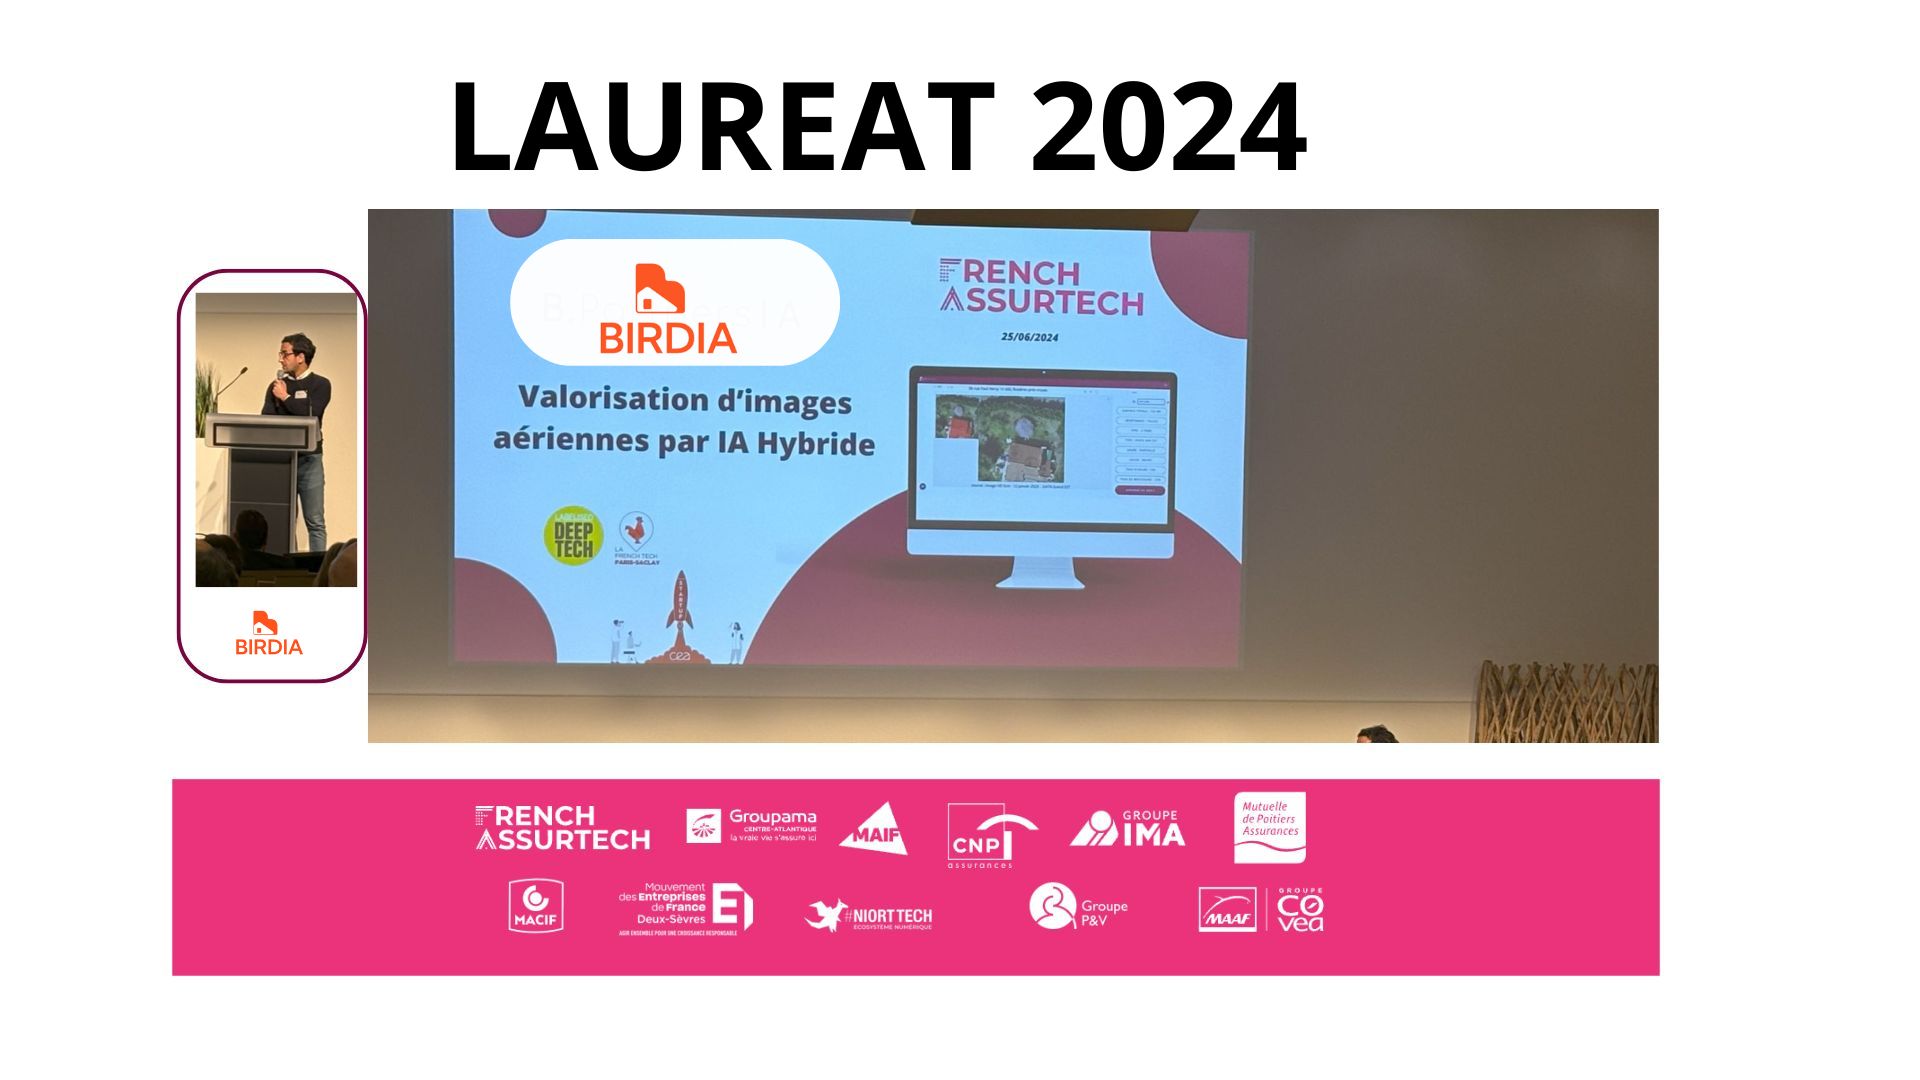 LAUREAT 2024
BIRDIA
FRENCH
ASSURTECH
25/06/2024
Valorisation d’images
aériennes par IA Hybride
LABELISED
DEEP
TECH
LA
FRENCH TECH
PARIS-SACLAY
STARTUP
cea
BIRDIA
FRENCH
ASSURTECH
Groupama
CENTRE-ATLANTIQUE
la vraie vie s'assure ici
MAIF
CNP
assurances
GROUPE
IMA
Mutuelle
de Poitiers
Assurances
MACIF
Mouvement
des Entreprises
de France
Deux-Sèvres
AGIR ENSEMBLE POUR UNE CROISSANCE RESPONSABLE
#NIORT TECH
ÉCOSYSTÈME NUMÉRIQUE
Groupe
P&V
MAAF
GROUPE
covéa